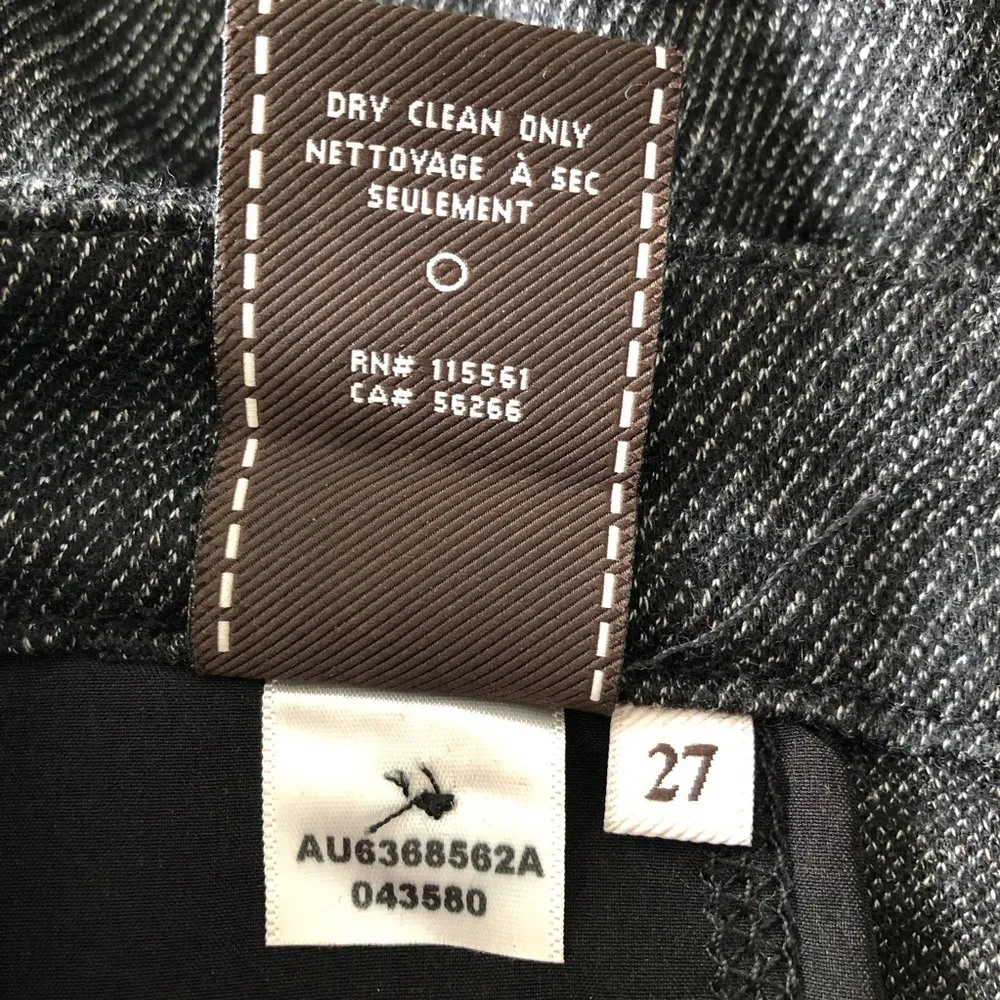 DRY CLEAN ONLY
NETTOYAGE À SEC
SEULEMENT
RN# 115561
CA# 56266
27
AU6368562A
043580